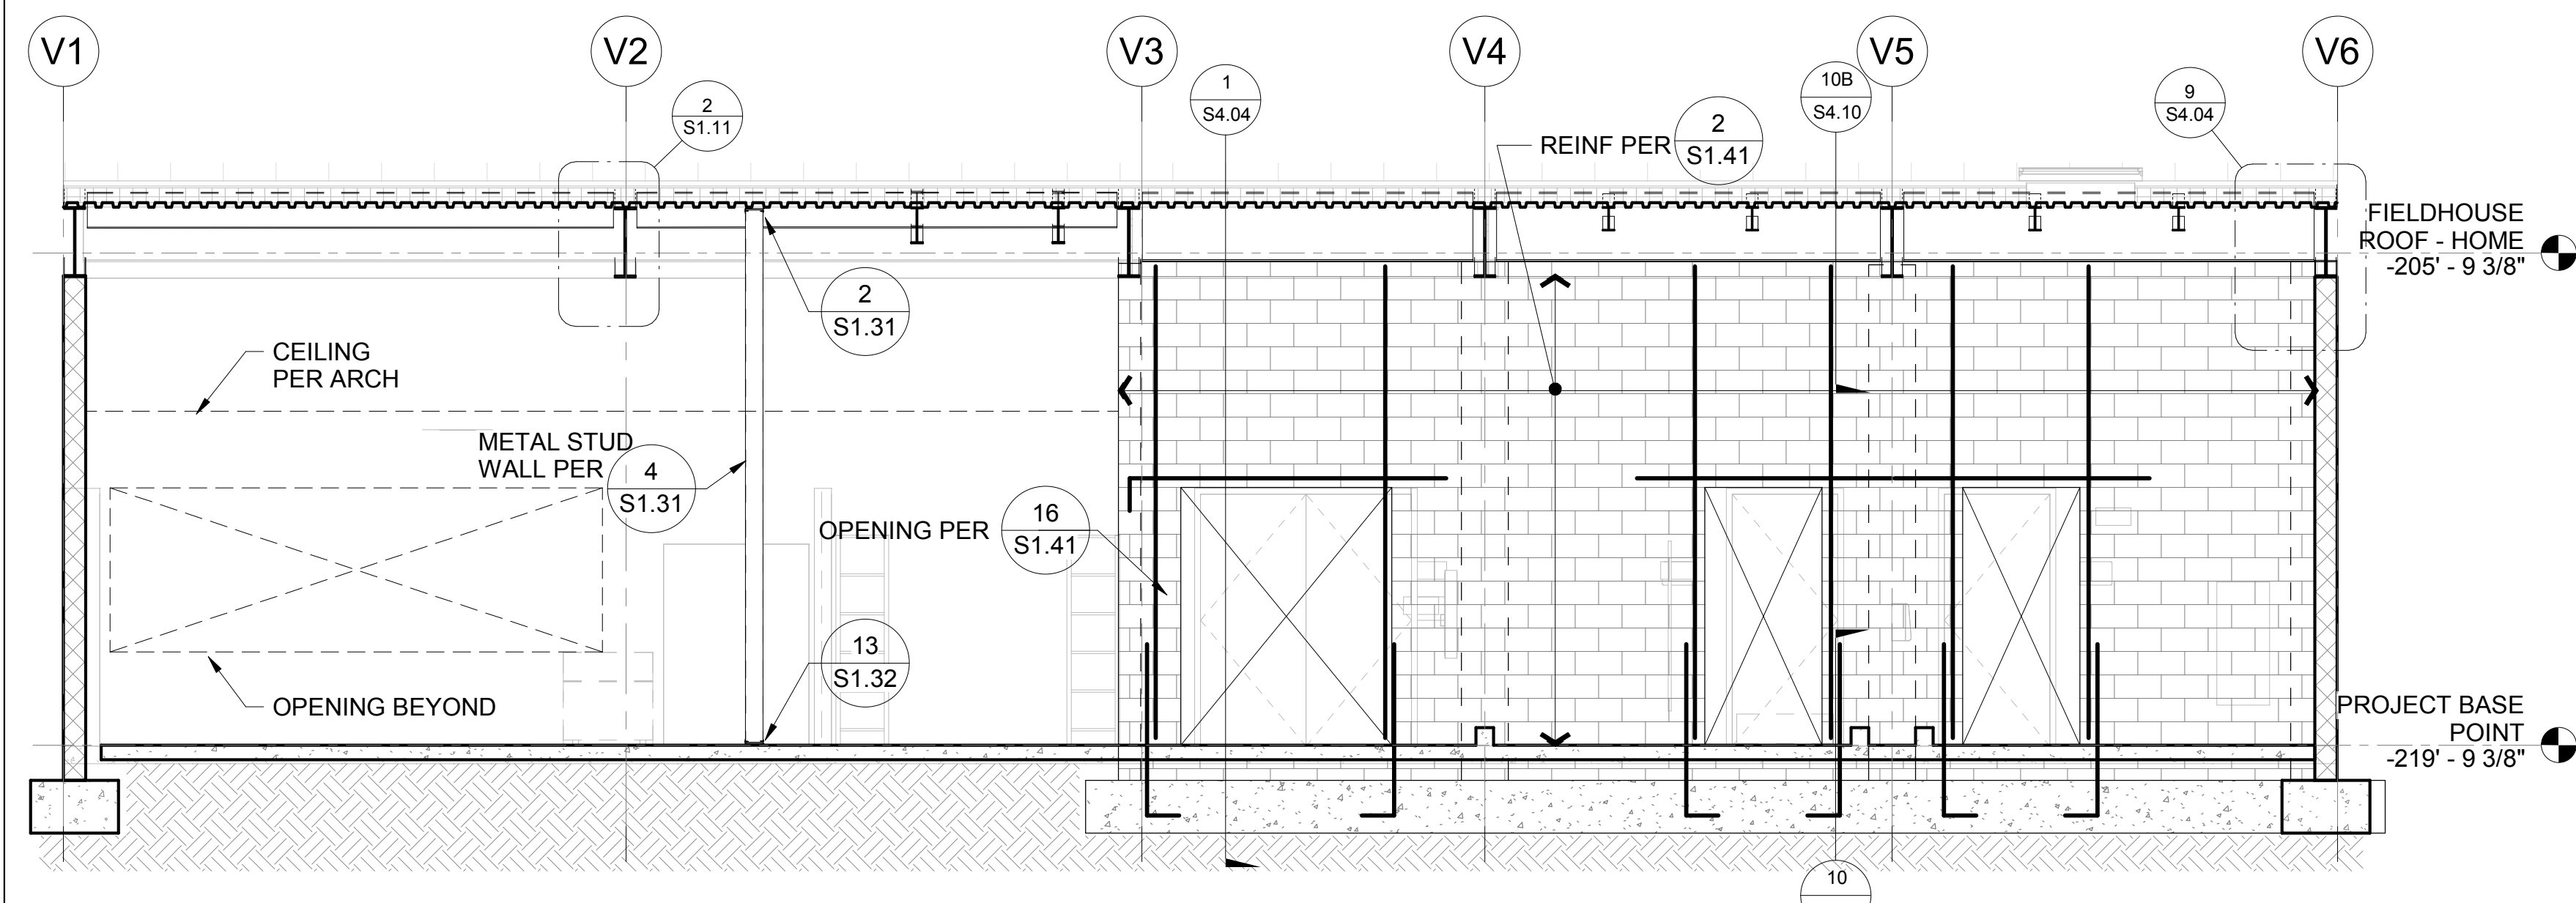 V1
V2
V3
V4
V5
V6
2
S1.11
1
S4.04
10B
S4.10
9
S4.04
REINF PER
2
S1.41
FIELDHOUSE
ROOF - HOME
-205' - 9 3/8"
2
S1.31
CEILING
PER ARCH
METAL STUD
WALL PER
4
S1.31
OPENING PER
16
S1.41
13
S1.32
OPENING BEYOND
PROJECT BASE
POINT
-219' - 9 3/8"
10